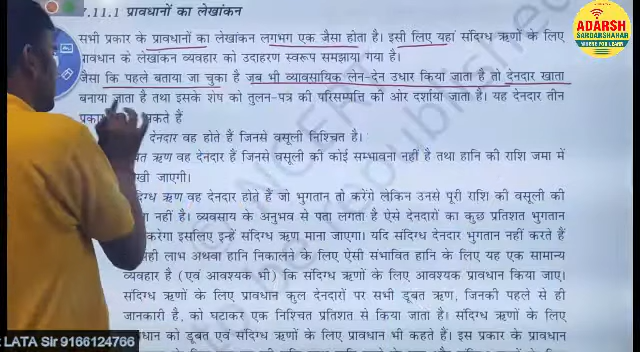 7.11.1 प्रावधानों का लेखांकन
सभी प्रकार के प्रावधानों का लेखांकन लगभग एक जैसा होता है। इसी लिए यहां संदिग्ध ऋणों के लिए
प्रावधान के लेखांकन व्यवहार को उदाहरण स्वरूप समझाया गया है।
जैसा कि पहले बताया जा चुका है जब भी व्यावसायिक लेन-देन उधार किया जाता है तो देनदार खाता
बनाया जाता है तथा इसके शेष को तुलन-पत्र की परिसम्पत्ति की ओर दर्शाया जाता है। यह देनदार तीन
सकते हैं
देनदार वह होते हैं जिनसे वसूली निश्चित है।
ऋण वह देनदार हैं जिनसे वसूली की कोई सम्भावना नहीं है तथा हानि की राशि जमा में
जाएगी।
ऋण वह देनदार होते हैं जो भुगतान तो करेंगे लेकिन उनसे पूरी राशि की वसूली की
नहीं है। व्यवसाय के अनुभव से पता लगता है ऐसे देनदारों का कुछ प्रतिशत भुगतान
करेगा इसलिए इन्हें संदिग्ध ऋण माना जाएगा। यदि संदिग्ध देनदार भुगतान नहीं करते हैं
लाभ अथवा हानि निकालने के लिए ऐसी संभावित हानि के लिए यह एक सामान्य
व्यवहार है (एवं आवश्यक भी) कि संदिग्ध ऋणों के लिए आवश्यक प्रावधान किया जाए।
संदिग्ध ऋणों के लिए प्रावधान कुल देनदारों पर सभी डूबत ऋण, जिनकी पहले से ही
जानकारी है, को घटाकर एक निश्चित प्रतिशत से किया जाता है। संदिग्ध ऋणों के लिए
को डूबत एवं संदिग्ध ऋणों के लिए प्रावधान भी कहते हैं। इस प्रकार के प्रावधान
ADARSH
SARDARSHAHAR
WHERE FOR LEARN
LATA Sir 9166124766